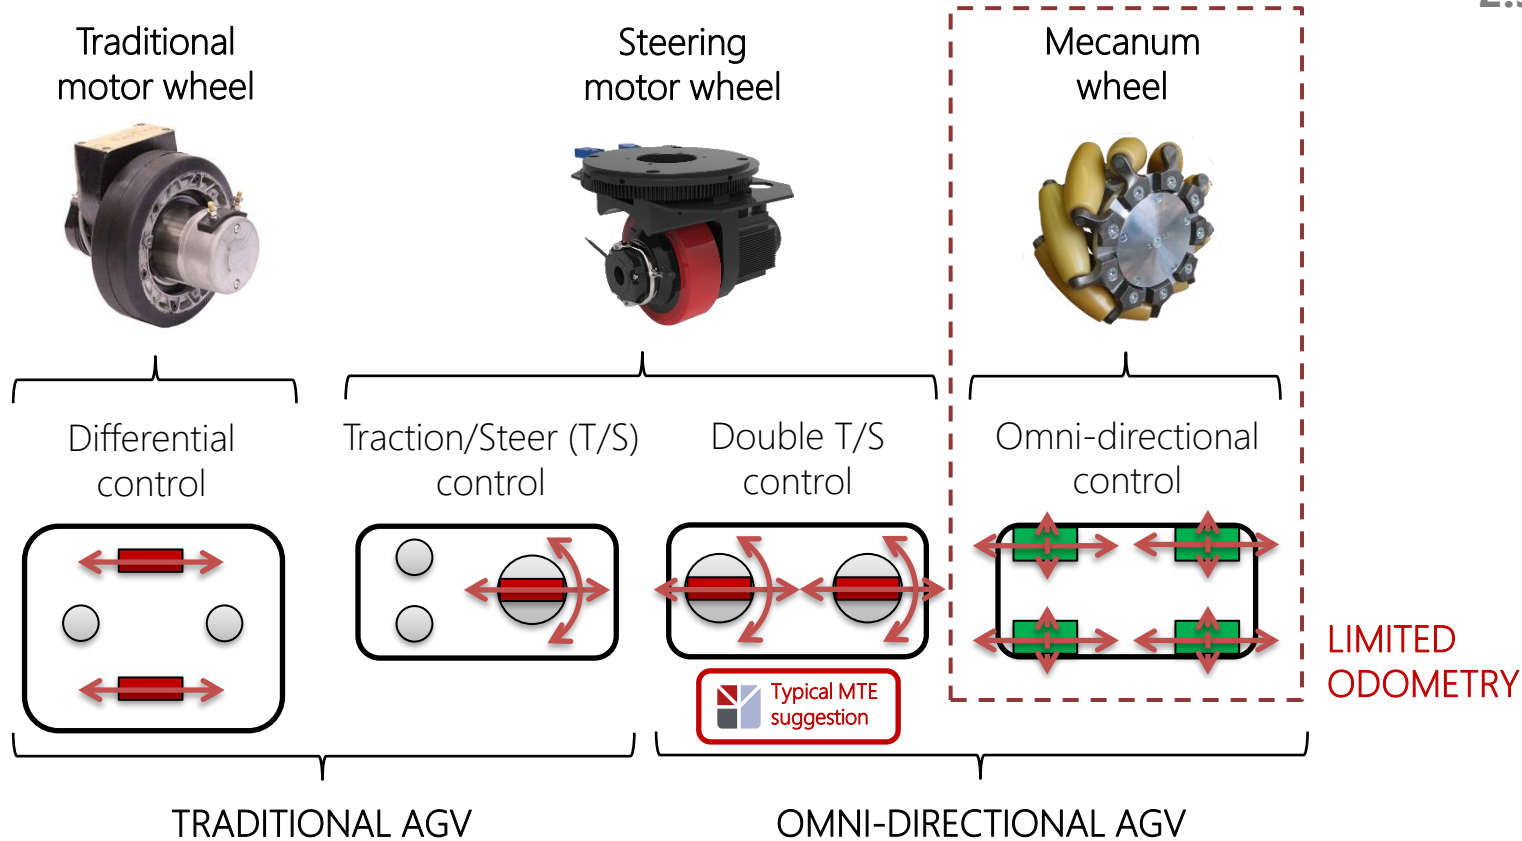 Traditional
motor wheel
Steering
motor wheel
Mecanum
wheel
Differential
control
Traction/Steer (T/S)
control
Double T/S
control
Omni-directional
control
LIMITED
ODOMETRY
Typical MTE
suggestion
TRADITIONAL AGV
OMNI-DIRECTIONAL AGV